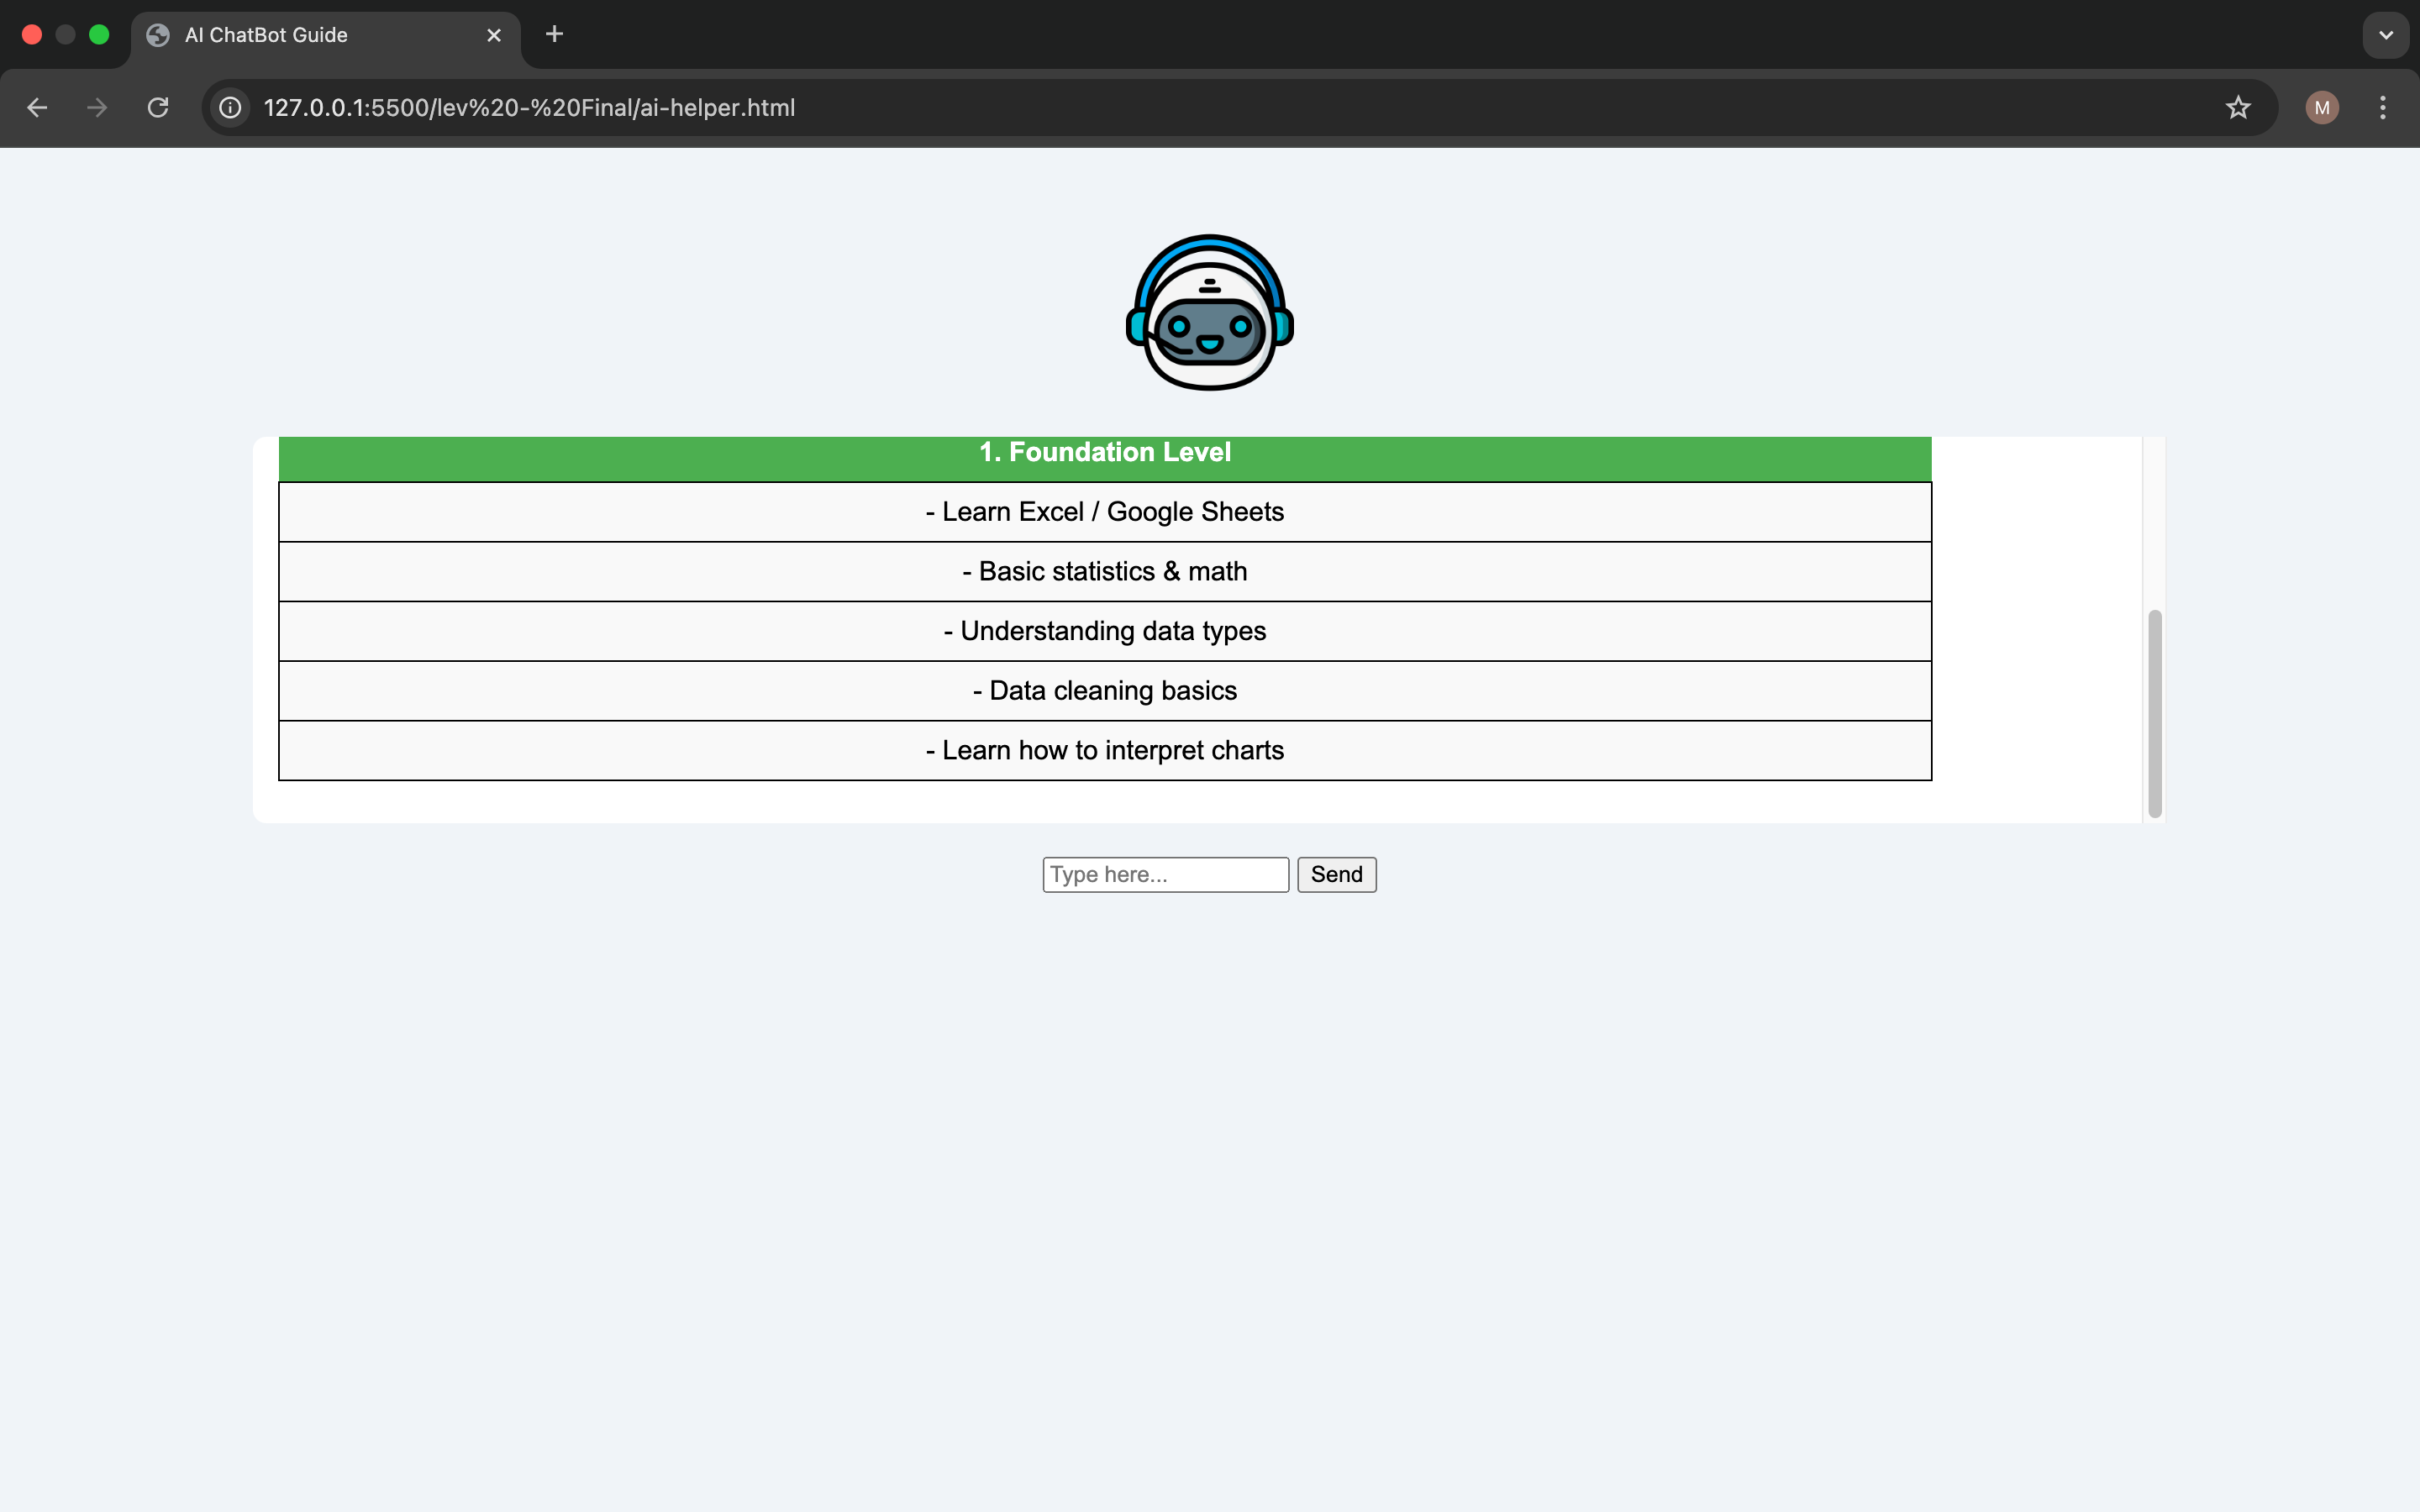 AI ChatBot Guide
127.0.0.1:5500/lev%20-%20Final/ai-helper.html
M
1. Foundation Level
- Learn Excel / Google Sheets
- Basic statistics & math
- Understanding data types
- Data cleaning basics
- Learn how to interpret charts
Type here...
Send